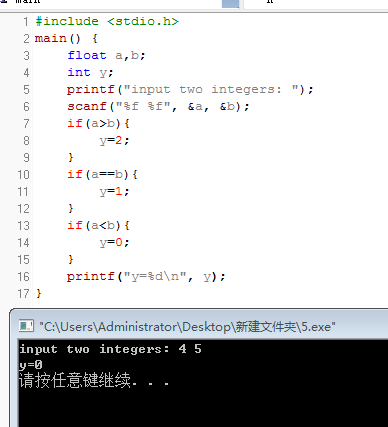 1 #include <stdio.h>
2 main() {
3 float a,b;
4 int y;
5 printf("input two integers: ");
6 scanf("%f %f", &a, &b);
7 if(a>b){
8 y=2;
9 }
10 if(a==b){
11 y=1;
12 }
13 if(a<b){
14 y=0;
15 }
16 printf("y=%d\n", y);
17 }
"C:\Users\Administrator\Desktop\新建文件夹\5.exe"
input two integers: 4 5
y=0
请按任意键继续. . .